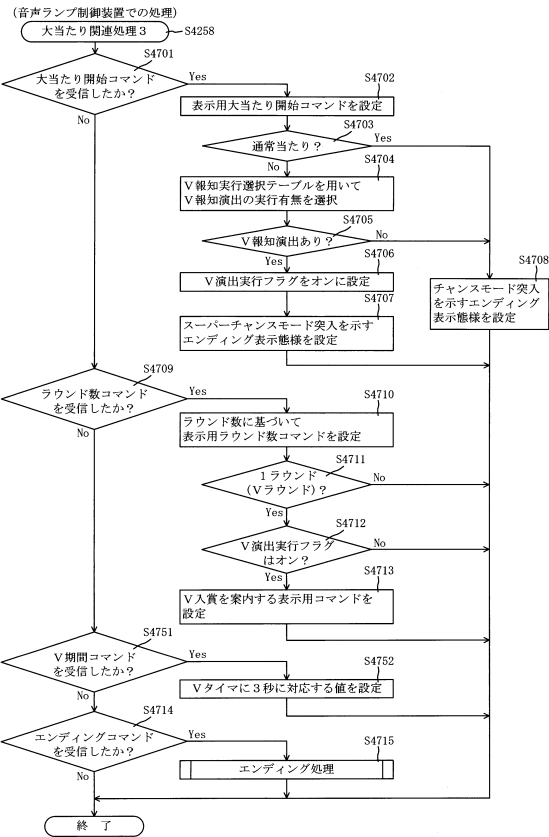 (音声ランプ制御装置での処理)
大当たり関連処理3
S4258
S4701
大当たり開始コマンド
を受信したか?
Yes
No
S4702
表示用大当たり開始コマンドを設定
S4703
通常当たり?
Yes
No
S4704
V報知実行選択テーブルを用いて
V報知演出の実行有無を選択
S4705
V報知演出あり?
No
Yes
S4706
V演出実行フラグをオンに設定
S4707
スーパーチャンスモード突入を示す
エンディング表示態様を設定
S4708
チャンスモード突入
を示すエンディング
表示態様を設定
S4709
ラウンド数コマンド
を受信したか?
Yes
No
S4710
ラウンド数に基づいて
表示用ラウンド数コマンドを設定
S4711
1ラウンド
(Vラウンド)?
No
Yes
S4712
V演出実行フラグ
はオン?
No
Yes
S4713
V入賞を案内する表示用コマンドを
設定
S4751
V期間コマンド
を受信したか?
Yes
No
S4752
Vタイマに3秒に対応する値を設定
S4714
エンディングコマンド
を受信したか?
Yes
No
S4715
エンディング処理
終 了